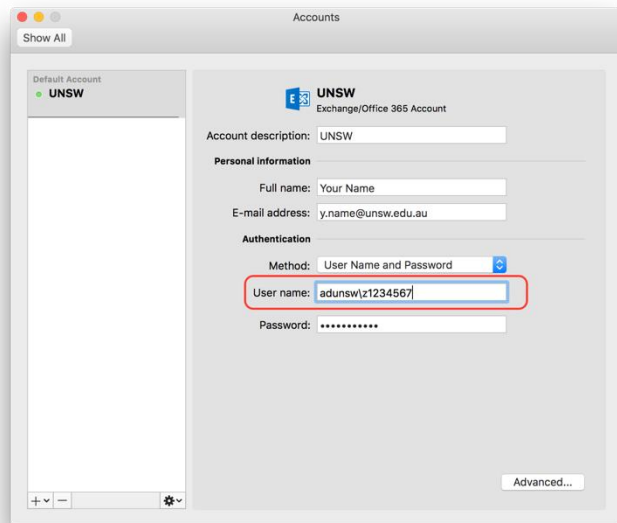 Accounts
Show All
Default Account
UNSW
E
UNSW
Exchange/Office 365 Account
Account description: UNSW
Personal information
Full name: Your Name
E-mail address: y.name@unsw.edu.au
Authentication
Method: User Name and Password
User name: adunsw\z1234567
Password: •••••••••••
Advanced...